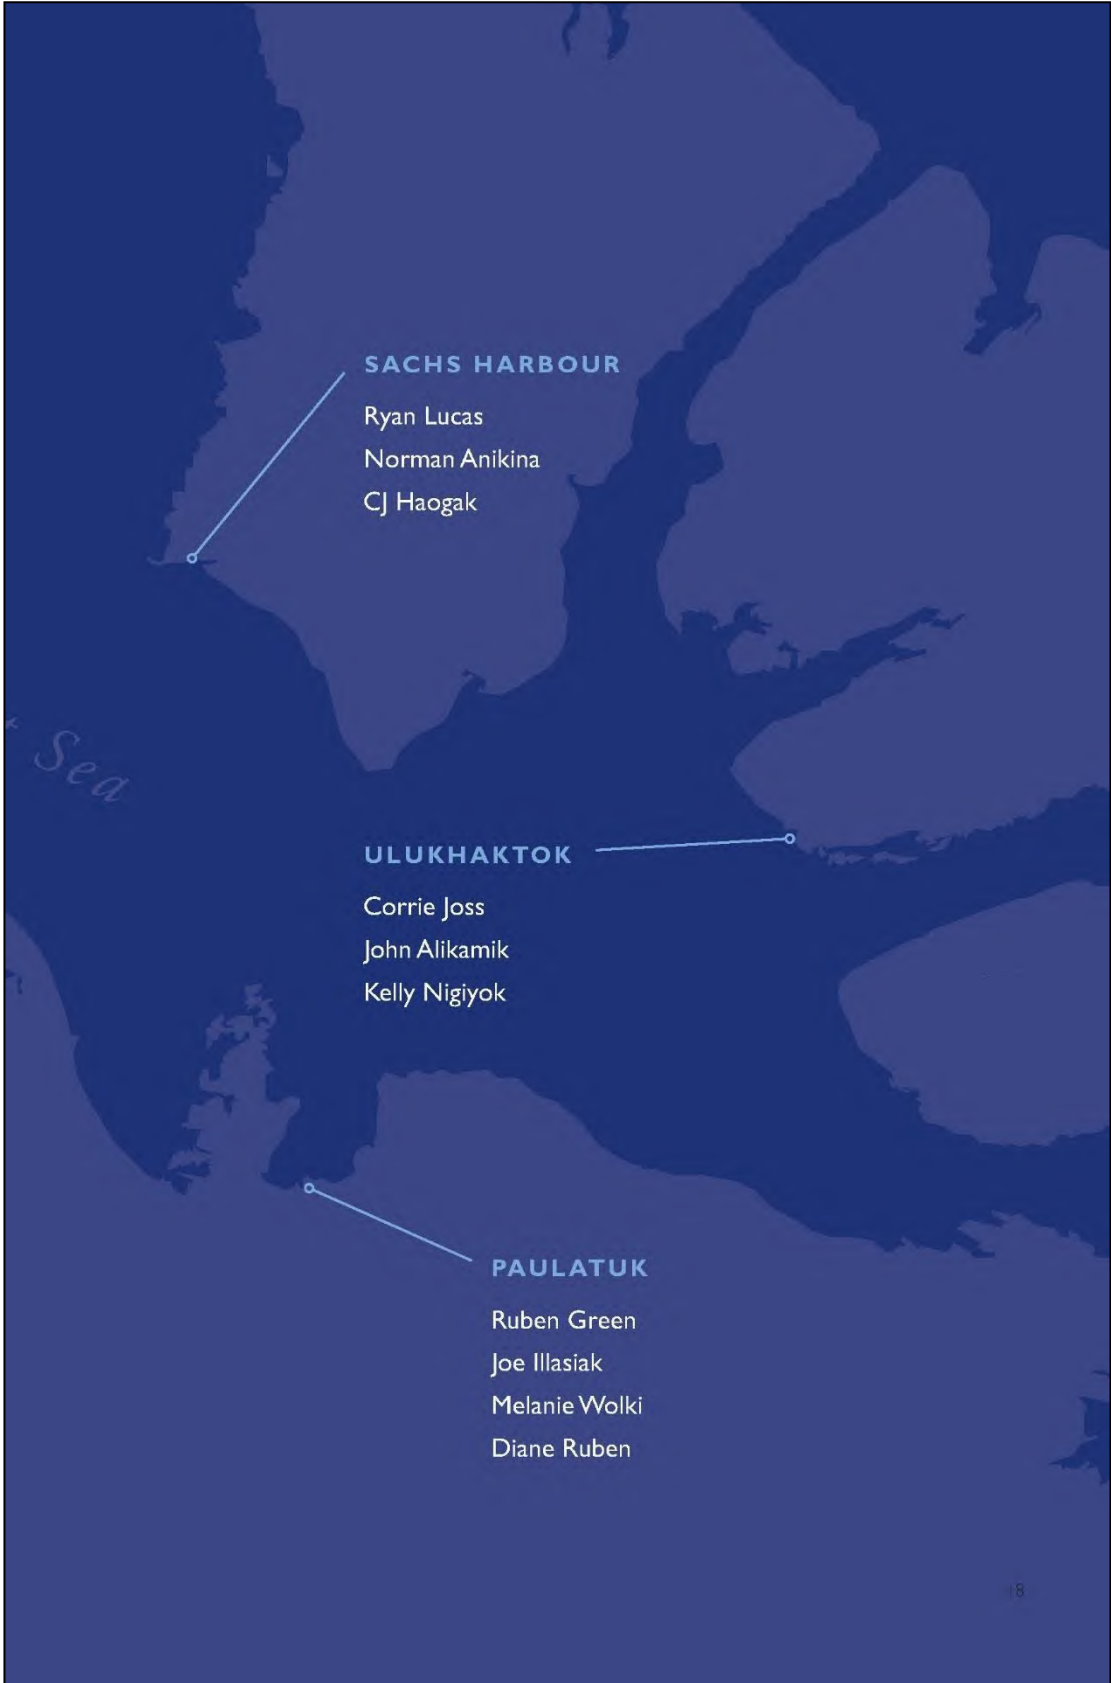 SACHS HARBOUR
Ryan Lucas
Norman Anikina
CJ Haogak
Sea
ULUKHAKTOK
Corrie Joss
John Alikamik
Kelly Nigiyok
PAULATUK
Ruben Green
Joe Illasiak
Melanie Wolki
Diane Ruben